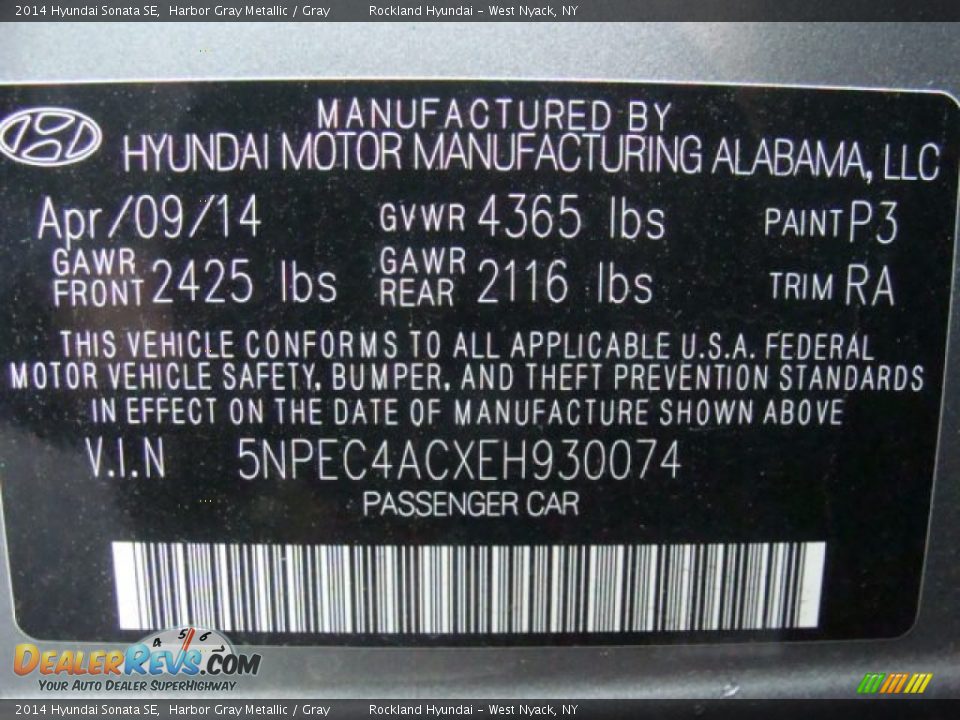 2014 Hyundai Sonata SE,  Harbor Gray Metallic / Gray  Rockland Hyundai - West Nyack, NY
MANUFACTURED BY
HYUNDAI MOTOR MANUFACTURING ALABAMA, LLC
Apr/09/14 GVWR 4365 lbs PAINT P3
GAWR FRONT 2425 lbs GAWR REAR 2116 lbs TRIM RA
THIS VEHICLE CONFORMS TO ALL APPLICABLE U.S.A. FEDERAL
MOTOR VEHICLE SAFETY, BUMPER, AND THEFT PREVENTION STANDARDS
IN EFFECT ON THE DATE OF MANUFACTURE SHOWN ABOVE
V.I.N 5NPEC4ACXEH930074
PASSENGER CAR
4 5 6 7
DEALERREVS.COM
YOUR AUTO DEALER SUPERHIGHWAY
2014 Hyundai Sonata SE,  Harbor Gray Metallic / Gray  Rockland Hyundai - West Nyack, NY